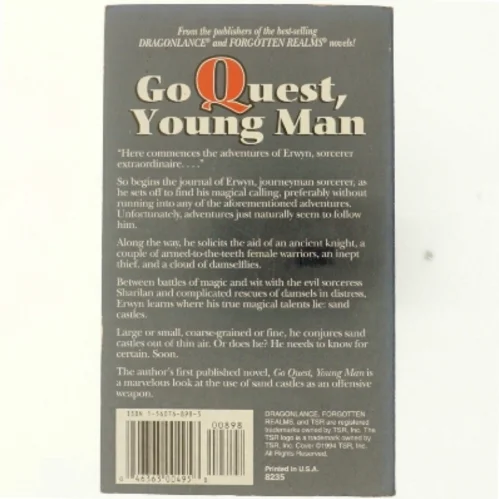 From the publishers of the best-selling
DRAGONLANCE® and FORGOTTEN REALMS® novels!
Go Quest,
Young Man
"Here commences the adventures of Erwyn, sorcerer
extraordinaire. . . ."
So begins the journal of Erwyn, journeyman sorcerer, as
he sets off to find his magical calling, preferably without
running into any of the aforementioned adventures.
Unfortunately, adventures just naturally seem to follow
him.
Along the way, he solicits the aid of an ancient knight, a
couple of armed-to-the-teeth female warriors, an inept
thief, and a cloud of damselflies.
Between battles of magic and wit with the evil sorceress
Sharilan and complicated rescues of damsels in distress,
Erwyn learns where his true magical talents lie: sand
castles.
Large or small, coarse-grained or fine, he conjures sand
castles out of thin air. Or does he? He needs to know for
certain. Soon.
The author's first published novel, Go Quest, Young Man is
a marvelous look at the use of sand castles as an offensive
weapon.
ISBN 1-56076-898-3
00898
DRAGONLANCE, FORGOTTEN
REALMS, and TSR are registered
trademarks owned by TSR, Inc. The
TSR logo is a trademark owned by
TSR, Inc. Cover ©1994 TSR, Inc.
All Rights Reserved.
Printed in U.S.A.
8235